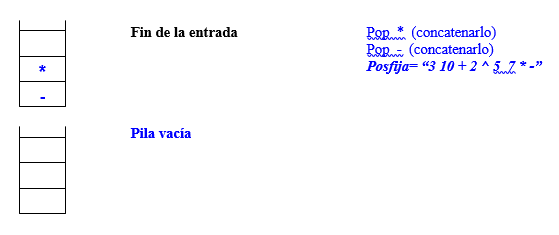 Fin de la entrada
Pop * (concatenarlo)
Pop - (concatenarlo)
*
Posfija= “3 10 + 2 ^ 5 7 * -”
-
Pila vacía